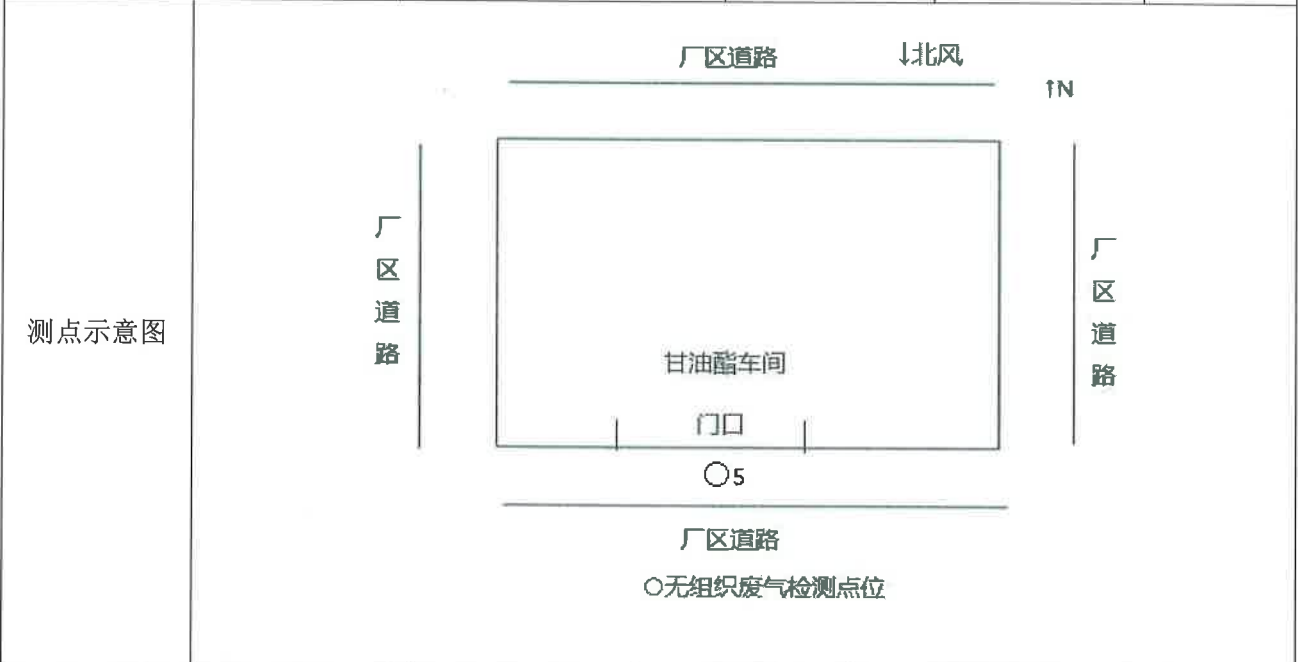 厂区道路
↓北风
↑N
厂区道路
厂区道路
测点示意图
甘油酯车间
门口
○5
厂区道路
○无组织废气检测点位